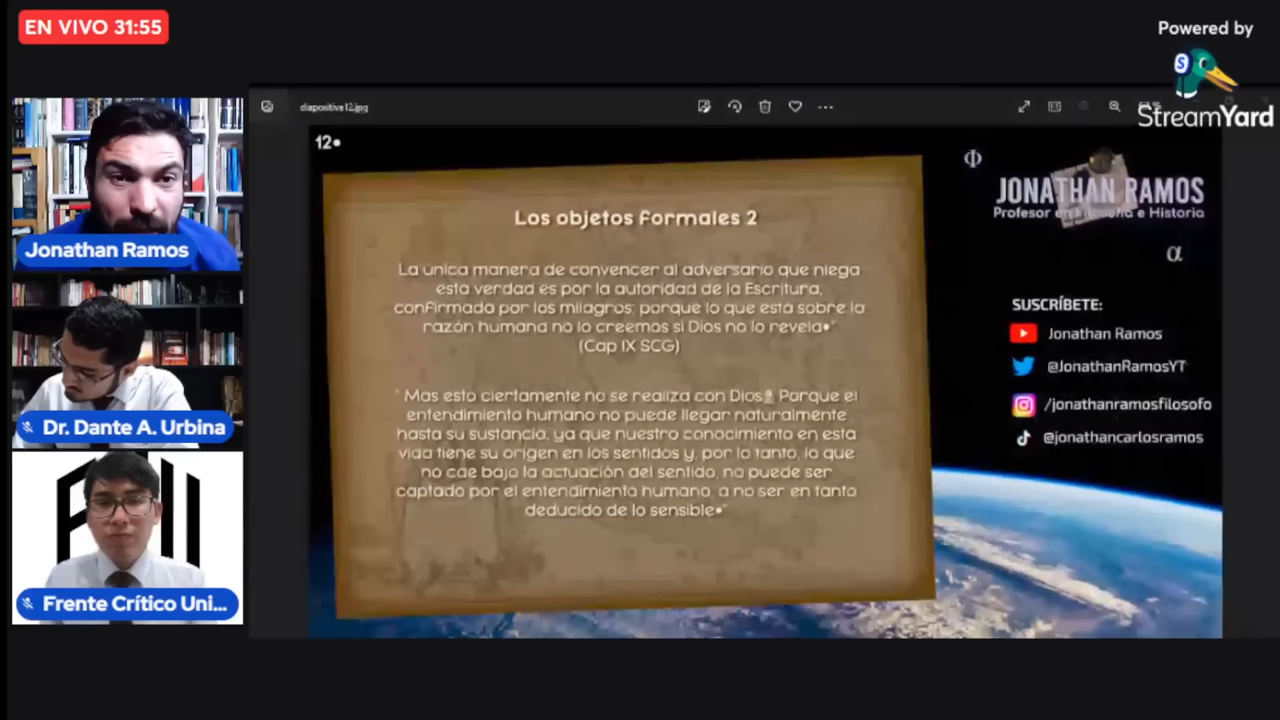 EN VIVO 31:55
Powered by
StreamYard
diapositiva12.jpg
12•
Los objetos formales 2
La única manera de convencer al adversario que niega
esta verdad es por la autoridad de la Escritura,
confirmada por los milagros; porque lo que está sobre la
razón humana no lo creemos si Dios no lo revela•"
(Cap IX SCG)
" Mas esto ciertamente no se realiza con Dios. Porque el
entendimiento humano no puede llegar naturalmente
hasta su sustancia, ya que nuestro conocimiento en esta
vida tiene su origen en los sentidos y, por lo tanto, lo que
no cae bajo la actuación del sentido, no puede ser
captado por el entendimiento humano, a no ser en tanto
deducido de lo sensible•"
Φ
JONATHAN RAMOS
Profesor en Filosofía e Historia
α
SUSCRÍBETE:
Jonathan Ramos
@JonathanRamosYT
/jonathanramosfilosofo
@jonathancarlosramos
Jonathan Ramos
Dr. Dante A. Urbina
Frente Crítico Uni...